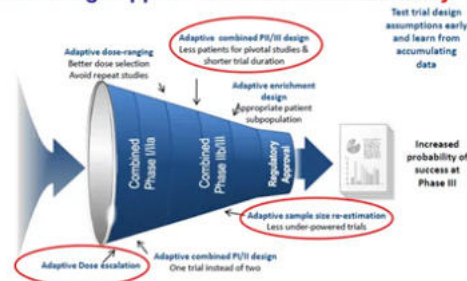 Test trial design
assumptions early
and learn from
accumulating
data
Adaptive combined PII/III design
Less patients for pivotal studies &
shorter trial duration
Adaptive dose-ranging
Better dose selection
Avoid repeat studies
Adaptive enrichment
design
Appropriate patient
subpopulation
Combined
Phase I/IIa
Combined
Phase IIb/III
Regulatory
Approval
Increased
probability of
success at
Phase III
Adaptive sample size re-estimation
Less under-powered trials
Adaptive Dose escalation
Adaptive combined PI/II design
One trial instead of two